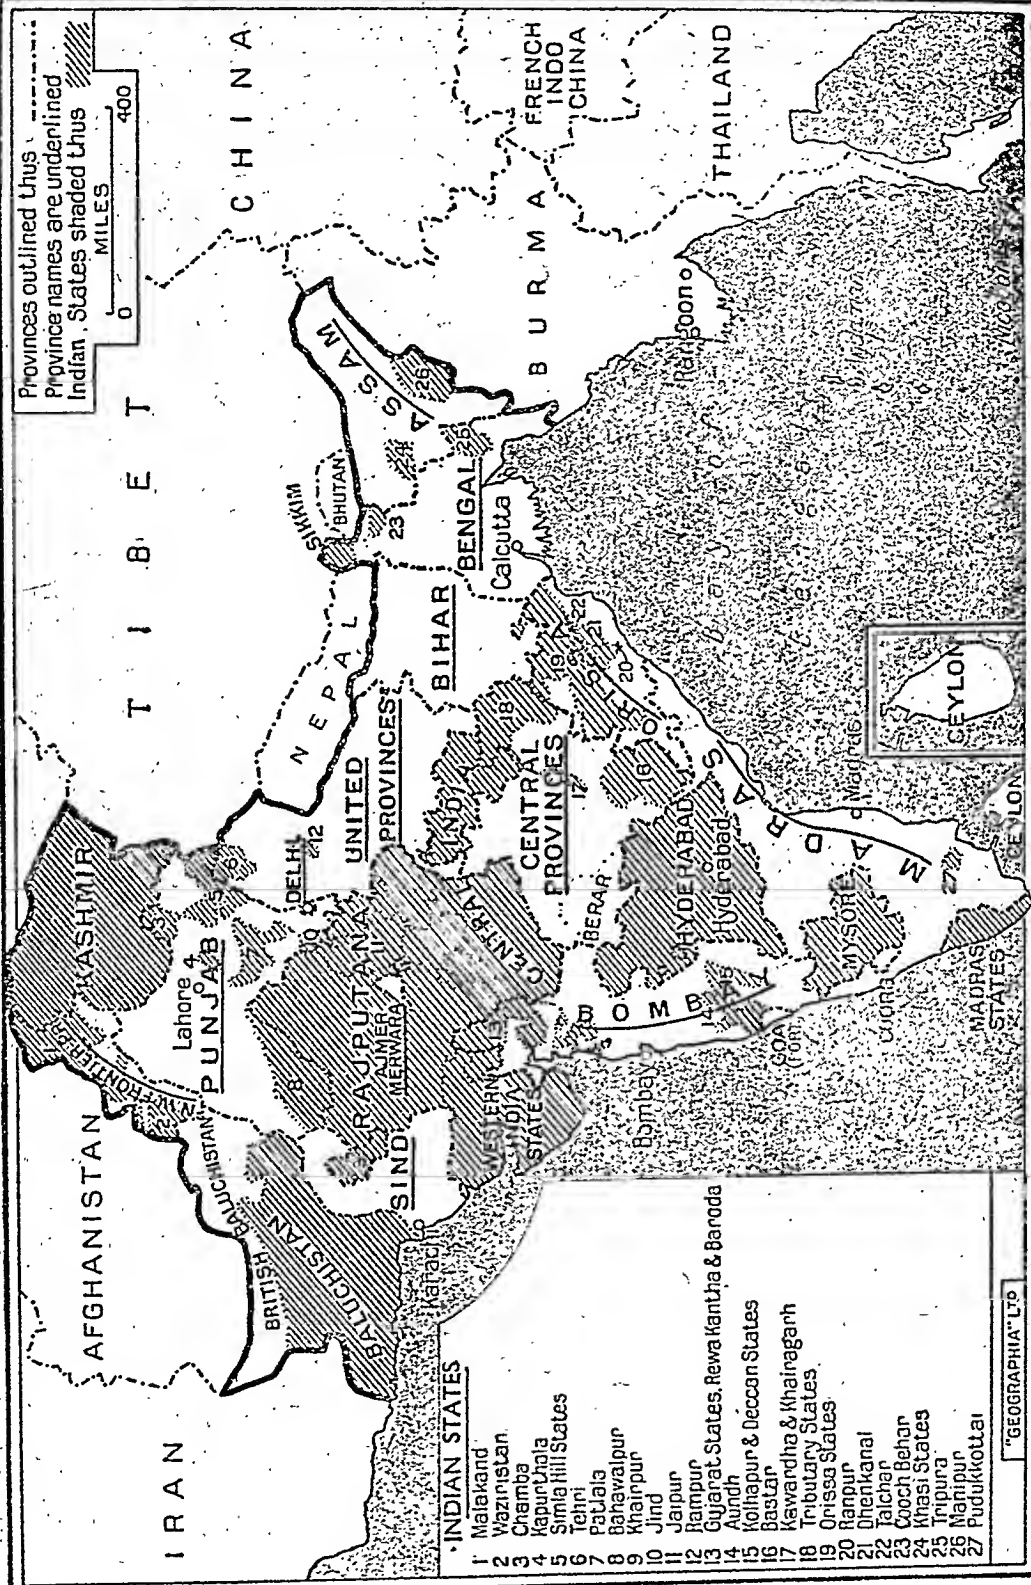 Provinces outlined thus
Province names are underlined
Indian States shaded thus
0 MILES 400
IRAN
AFGHANISTAN
TIBET
CHINA
KASHMIR
N.W. FRONTIER P.
Lahore
PUNJAB
BRITISH BALUCHISTAN
BALUCHISTAN
SIND
Karachi
RAJPUTANA
AJMER
MERWARA
DELHI
UNITED
PROVINCES
NEPAL
SIKKIM
BHUTAN
ASSAM
BIHAR
BENGAL
Calcutta
CENTRAL INDIA
CENTRAL
PROVINCES
BERAR
ORISSA
WESTERN
INDIA
STATES
BOMBAY
Bombay
HYDERABAD
Hyderabad
GOA
(PORT.)
MYSORE
COORG
MADRAS
Madras
MADRAS
STATES
CEYLON
CEYLON
Bay of
BURMA
Rangoon
FRENCH
INDO
CHINA
THAILAND
INDIAN STATES
1 Malakand
2 Waziristan
3 Chamba
4 Kapurthala
5 Simla Hill States
6 Tehri
7 Patiala
8 Bahawalpur
9 Khairpur
10 Jind
11 Jaipur
12 Rampur
13 Gujarat States, Rewa Kantha & Baroda
14 Aundh
15 Kolhapur & Deccan States
16 Bastar
17 Kawardha & Khairagarh
18 Tributary States
19 Orissa States
20 Ranpur
21 Dhenkanal
22 Talchar
23 Cooch Behar
24 Khasi States
25 Tripura
26 Manipur
27 Pudukkottai
"GEOGRAPHIA" LTD